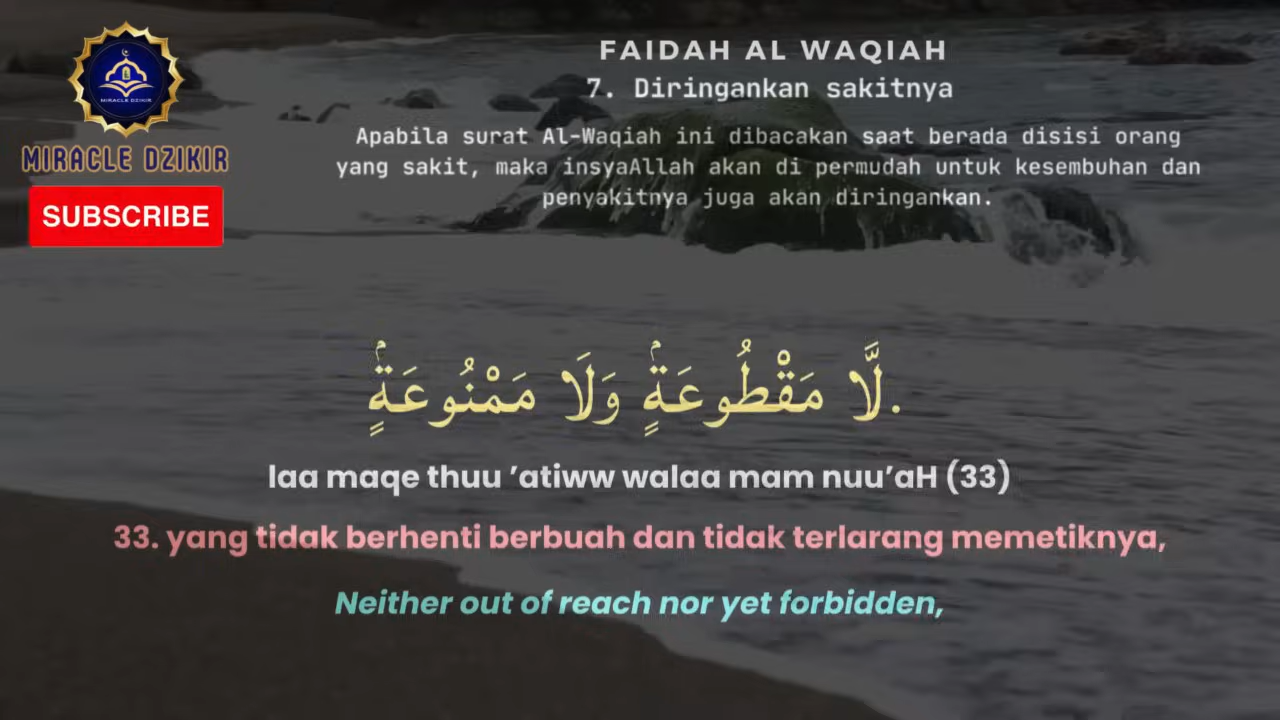 FAIDAH AL WAQIAH
7. Diringankan sakitnya
Apabila surat Al-Waqiah ini dibacakan saat berada disisi orang
yang sakit, maka insyaAllah akan di permudah untuk kesembuhan dan
penyakitnya juga akan diringankan.
MIRACLE DZIKIR
MIRACLE DZIKIR
SUBSCRIBE
لَّا مَقْطُوعَةٍۢ وَلَا مَمْنُوعَةٍۢ.
laa maqe thuu ’atiww walaa mam nuu’aH (33)
33. yang tidak berhenti berbuah dan tidak terlarang memetiknya,
Neither out of reach nor yet forbidden,